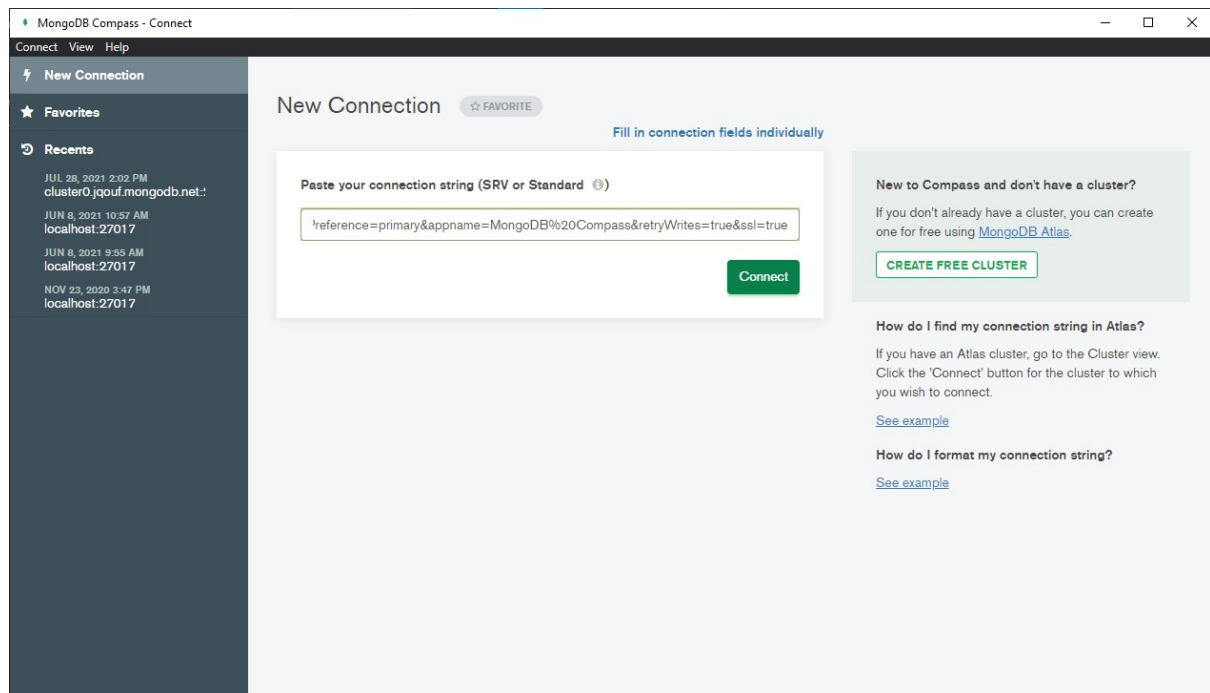 MongoDB Compass - Connect
Connect View Help
New Connection
Favorites
Recents
JUL 28, 2021 2:02 PM
cluster0.jqouf.mongodb.net:
JUN 8, 2021 10:57 AM
localhost:27017
JUN 8, 2021 9:55 AM
localhost:27017
NOV 23, 2020 3:47 PM
localhost:27017
New Connection
FAVORITE
Fill in connection fields individually
Paste your connection string (SRV or Standard )
reference=primary&appname=MongoDB%20Compass&retryWrites=true&ssl=true
Connect
New to Compass and don't have a cluster?
If you don't already have a cluster, you can create
one for free using MongoDB Atlas.
CREATE FREE CLUSTER
How do I find my connection string in Atlas?
If you have an Atlas cluster, go to the Cluster view.
Click the 'Connect' button for the cluster to which
you wish to connect.
See example
How do I format my connection string?
See example